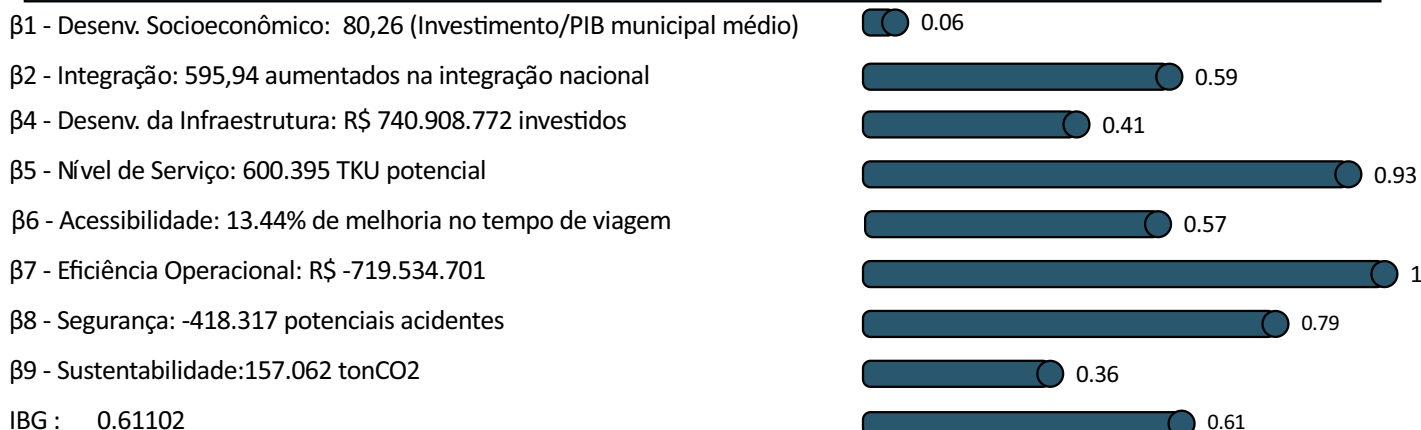 β1 - Desenv. Socioeconômico:  80,26 (Investimento/PIB municipal médio) 0.06
β2 - Integração: 595,94 aumentados na integração nacional 0.59
β4 - Desenv. da Infraestrutura: R$ 740.908.772 investidos 0.41
β5 - Nível de Serviço: 600.395 TKU potencial 0.93
β6 - Acessibilidade: 13.44% de melhoria no tempo de viagem 0.57
β7 - Eficiência Operacional: R$ -719.534.701 1
β8 - Segurança: -418.317 potenciais acidentes 0.79
β9 - Sustentabilidade:157.062 tonCO2 0.36
IBG :    0.61102 0.61